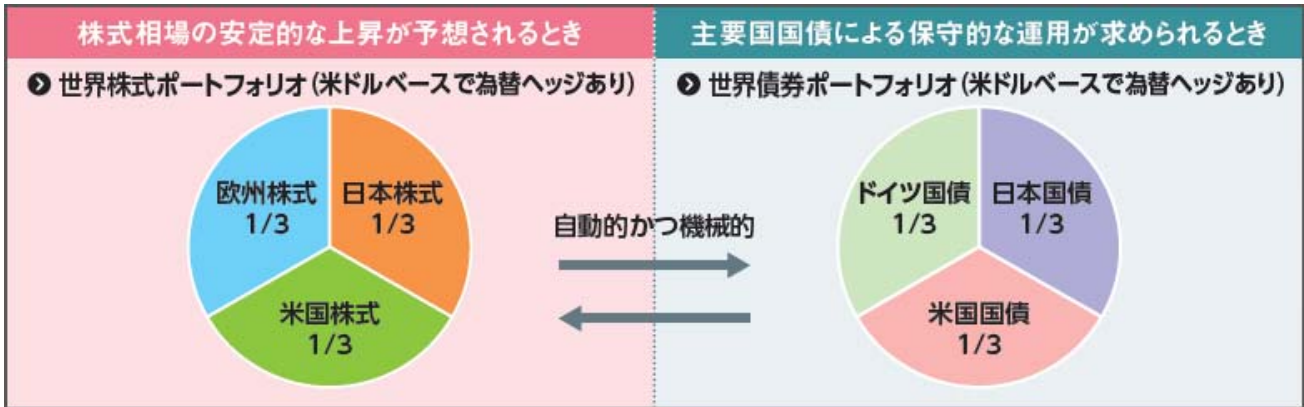 株式相場の安定的な上昇が予想されるとき
世界株式ポートフォリオ(米ドルベースで為替ヘッジあり)
欧州株式
1/3
日本株式
1/3
米国株式
1/3
自動的かつ機械的
主要国国債による保守的な運用が求められるとき
世界債券ポートフォリオ(米ドルベースで為替ヘッジあり)
ドイツ国債
1/3
日本国債
1/3
米国国債
1/3